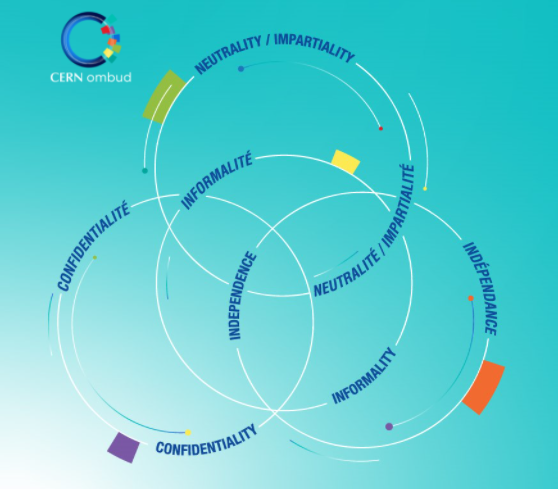 CERN ombud
NEUTRALITY / IMPARTIALITY
INFORMALITÉ
NEUTRALITÉ / IMPARTIALITÉ
CONFIDENTIALITÉ
INDEPENDENCE
INDÉPENDANCE
INFORMALITY
CONFIDENTIALITY